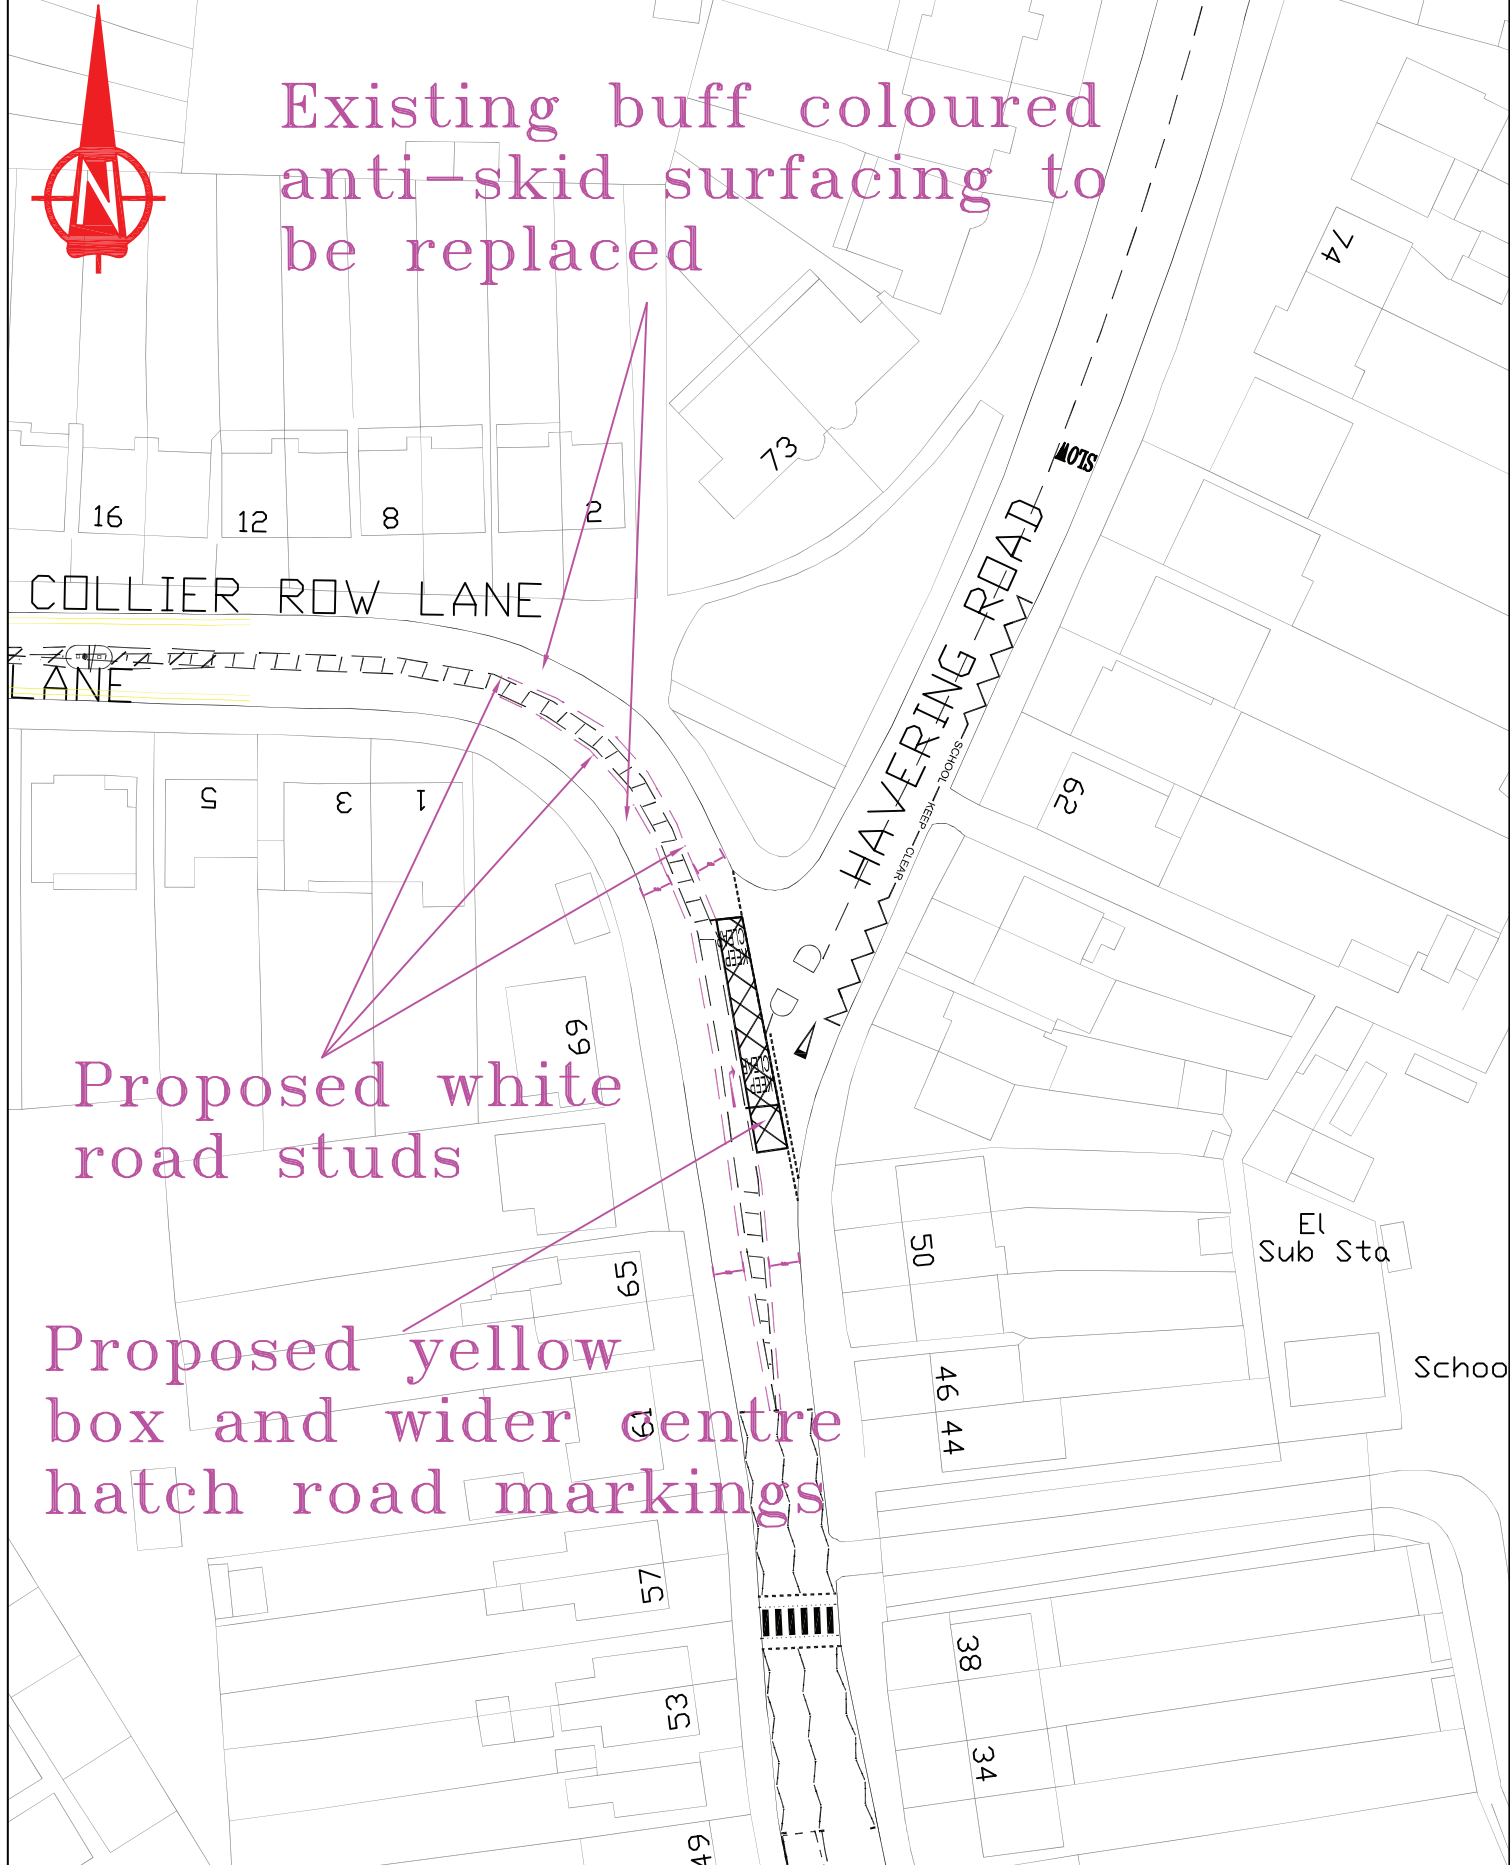 N
Existing buff coloured
anti-skid surfacing to
be replaced
74
73
SLOW
16
12
8
2
COLLIER ROW LANE
LANE
HAVERING ROAD
SCHOOL KEEP CLEAR
62
5
3
1
69
Proposed white
road studs
El
Sub Sta
50
65
Proposed yellow
box and wider centre
hatch road markings
Schoo
46
44
61
57
38
53
34
49